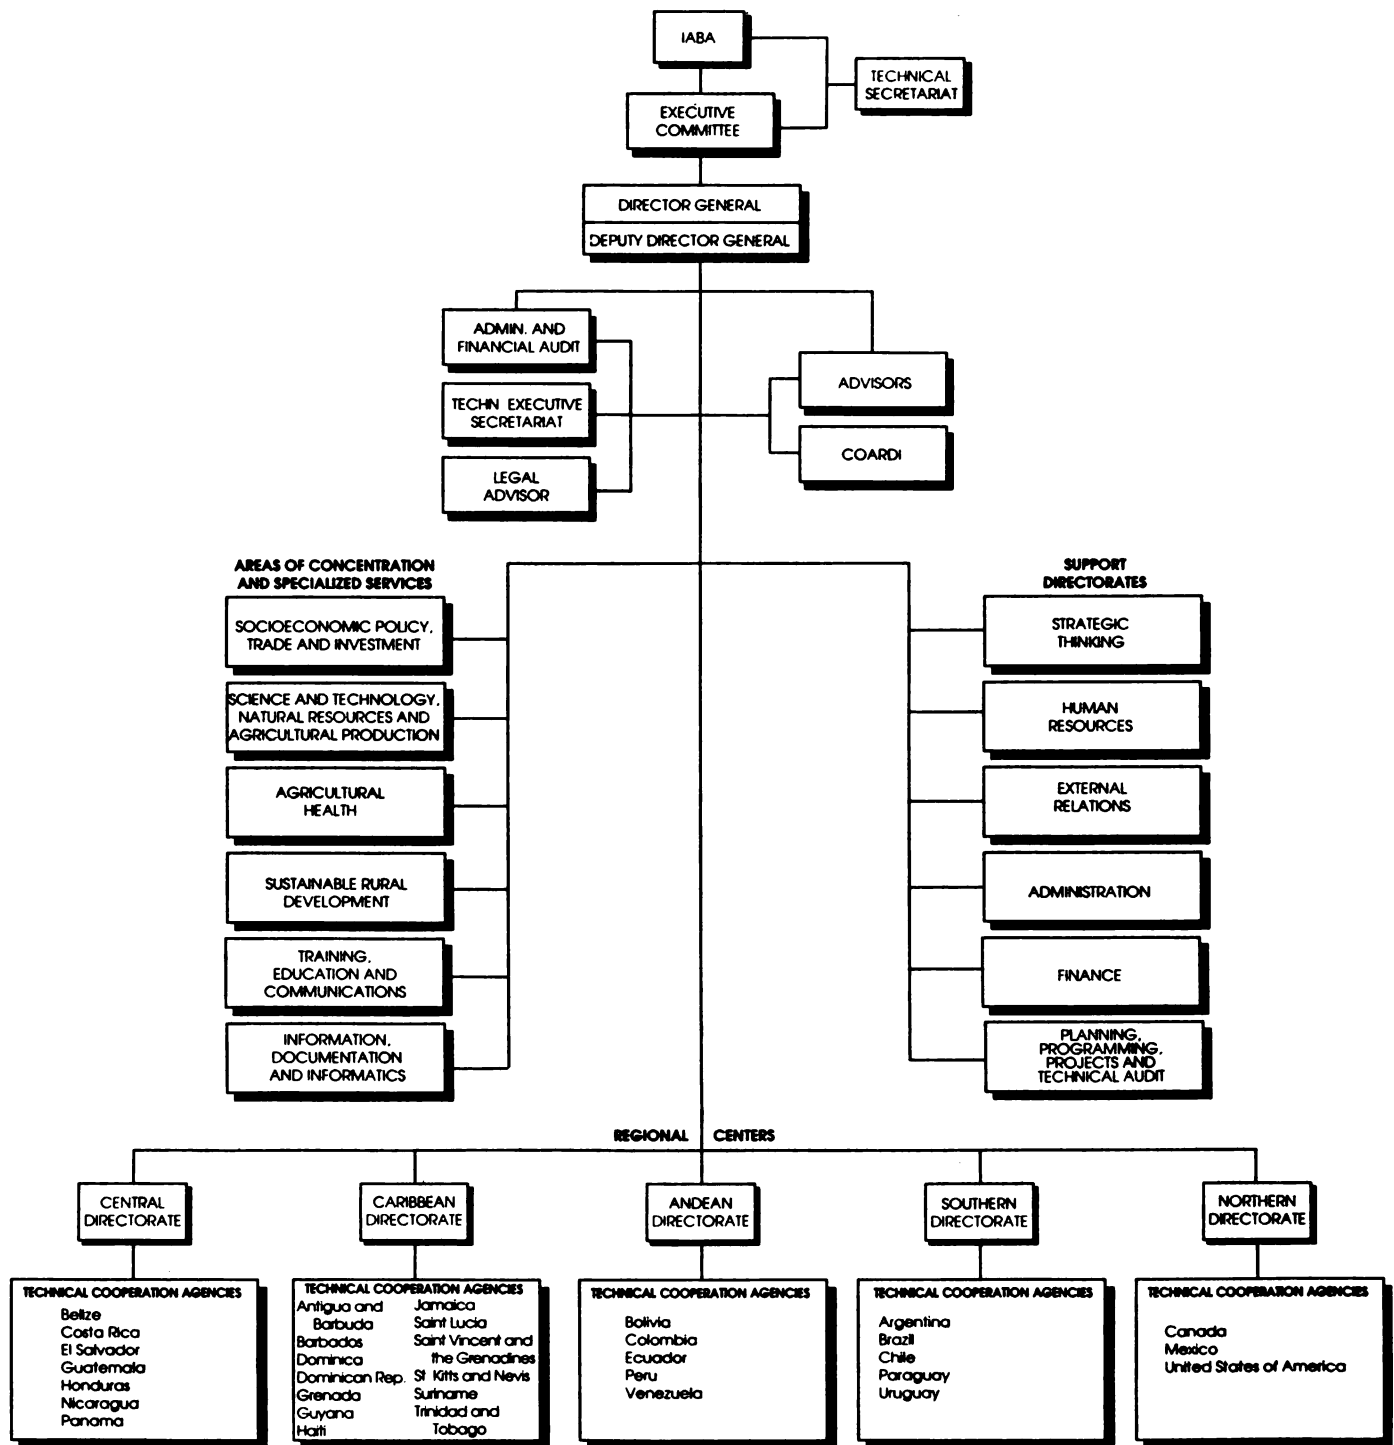 IABA
TECHNICAL
SECRETARIAT
EXECUTIVE
COMMITTEE
DIRECTOR GENERAL
DEPUTY DIRECTOR GENERAL
ADMIN. AND
FINANCIAL AUDIT
TECHN EXECUTIVE
SECRETARIAT
LEGAL
ADVISOR
ADVISORS
COARDI
AREAS OF CONCENTRATION
AND SPECIALIZED SERVICES
SOCIOECONOMIC POLICY,
TRADE AND INVESTMENT
SCIENCE AND TECHNOLOGY,
NATURAL RESOURCES AND
AGRICULTURAL PRODUCTION
AGRICULTURAL
HEALTH
SUSTAINABLE RURAL
DEVELOPMENT
TRAINING,
EDUCATION AND
COMMUNICATIONS
INFORMATION,
DOCUMENTATION
AND INFORMATICS
SUPPORT
DIRECTORATES
STRATEGIC
THINKING
HUMAN
RESOURCES
EXTERNAL
RELATIONS
ADMINISTRATION
FINANCE
PLANNING,
PROGRAMMING,
PROJECTS AND
TECHNICAL AUDIT
REGIONAL CENTERS
CENTRAL
DIRECTORATE
TECHNICAL COOPERATION AGENCIES
Belize
Costa Rica
El Salvador
Guatemala
Honduras
Nicaragua
Panama
CARIBBEAN
DIRECTORATE
TECHNICAL COOPERATION AGENCIES
Antigua and
Barbuda
Barbados
Dominica
Dominican Rep.
Grenada
Guyana
Haiti
Jamaica
Saint Lucia
Saint Vincent and
the Grenadines
St Kitts and Nevis
Suriname
Trinidad and
Tobago
ANDEAN
DIRECTORATE
TECHNICAL COOPERATION AGENCIES
Bolivia
Colombia
Ecuador
Peru
Venezuela
SOUTHERN
DIRECTORATE
TECHNICAL COOPERATION AGENCIES
Argentina
Brazil
Chile
Paraguay
Uruguay
NORTHERN
DIRECTORATE
TECHNICAL COOPERATION AGENCIES
Canada
Mexico
United States of America